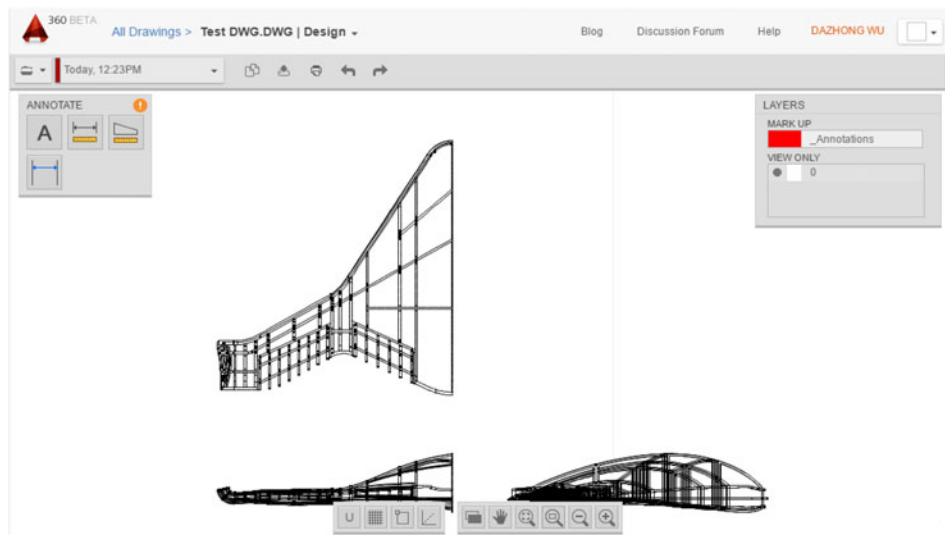 360 BETA
All Drawings > Test DWG.DWG | Design
Blog Discussion Forum Help DAZHONG WU
Today, 12:23PM
ANNOTATE
A
LAYERS
MARK UP
_Annotations
VIEW ONLY
0